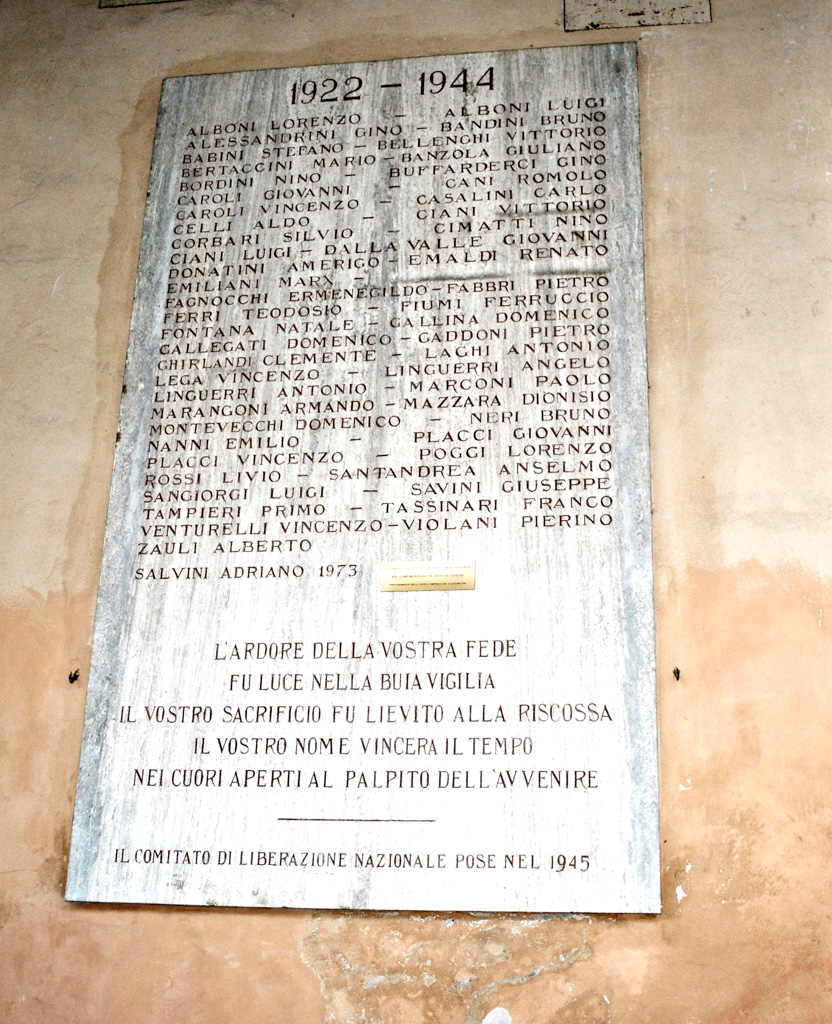 1922 – 1944
ALBONI LORENZO – ALBONI LUIGI
ALESSANDRINI GINO – BANDINI BRUNO
BABINI STEFANO – BELLENGHI VITTORIO
BERTACCINI MARIO – BANZOLA GIULIANO
BORDINI NINO – BUFFARDERCI GINO
CAROLI GIOVANNI – CANI ROMOLO
CAROLI VINCENZO – CASALINI CARLO
CELLI ALDO – CIANI VITTORIO
CORBARI SILVIO – CIMATTI NINO
CIANI LUIGI – DALLA VALLE GIOVANNI
DONATINI AMERIGO – EMALDI RENATO
EMILIANI MARX –
FAGNOCCHI ERMENEGILDO – FABBRI PIETRO
FERRI TEODOSIO – FIUMI FERRUCCIO
FONTANA NATALE – GALLINA DOMENICO
GALLEGATI DOMENICO – GADDONI PIETRO
GHIRLANDI CLEMENTE – LAGHI ANTONIO
LEGA VINCENZO – LINGUERRI ANGELO
LINGUERRI ANTONIO – MARCONI PAOLO
MARANGONI ARMANDO – MAZZARA DIONISIO
MONTEVECCHI DOMENICO – NERI BRUNO
NANNI EMILIO – PLACCI GIOVANNI
PLACCI VINCENZO – POGGI LORENZO
ROSSI LIVIO – SANTANDREA ANSELMO
SANGIORGI LUIGI – SAVINI GIUSEPPE
TAMPIERI PRIMO – TASSINARI FRANCO
VENTURELLI VINCENZO – VIOLANI PIERINO
ZAULI ALBERTO
SALVINI ADRIANO 1973
L'ARDORE DELLA VOSTRA FEDE
FU LUCE NELLA BUIA VIGILIA
IL VOSTRO SACRIFICIO FU LIEVITO ALLA RISCOSSA
IL VOSTRO NOME VINCERA IL TEMPO
NEI CUORI APERTI AL PALPITO DELL'AVVENIRE
IL COMITATO DI LIBERAZIONE NAZIONALE POSE NEL 1945